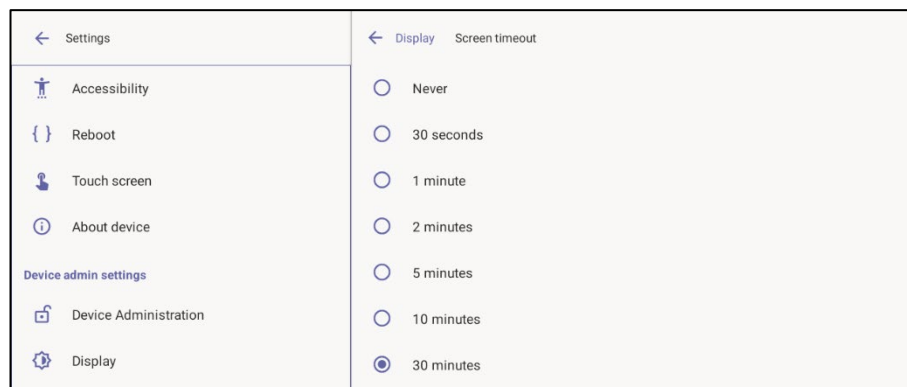 Settings
Accessibility
Reboot
Touch screen
About device
Device admin settings
Device Administration
Display
Display Screen timeout
Never
30 seconds
1 minute
2 minutes
5 minutes
10 minutes
30 minutes